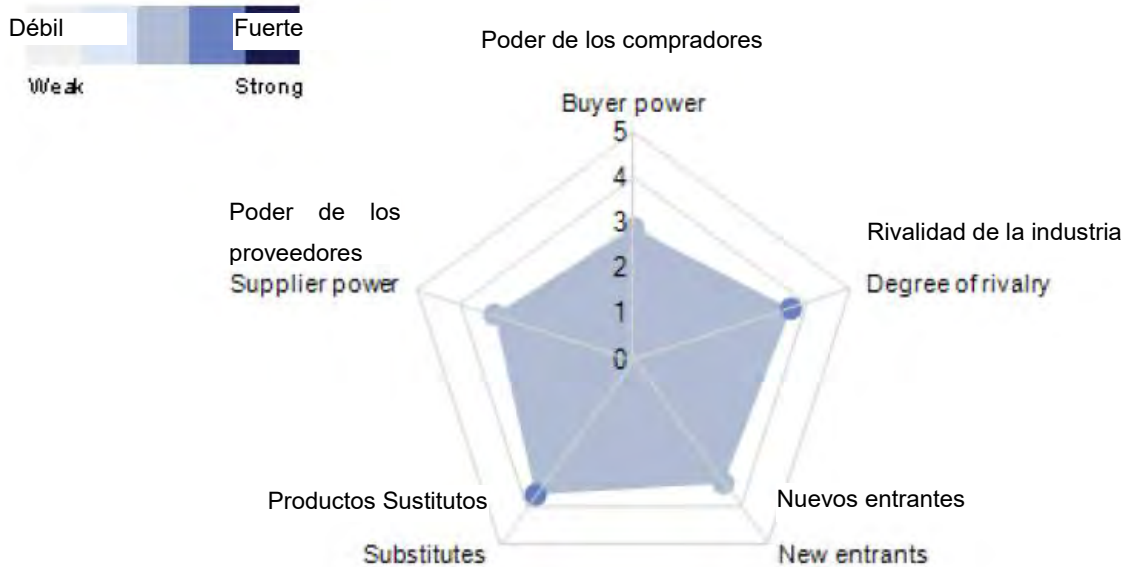 Débil Fuerte
Weak Strong
Poder de los compradores
Buyer power
5
4
3
2
1
0
Poder de los
proveedores
Supplier power
Rivalidad de la industria
Degree of rivalry
Productos Sustitutos
Substitutes
Nuevos entrantes
New entrants